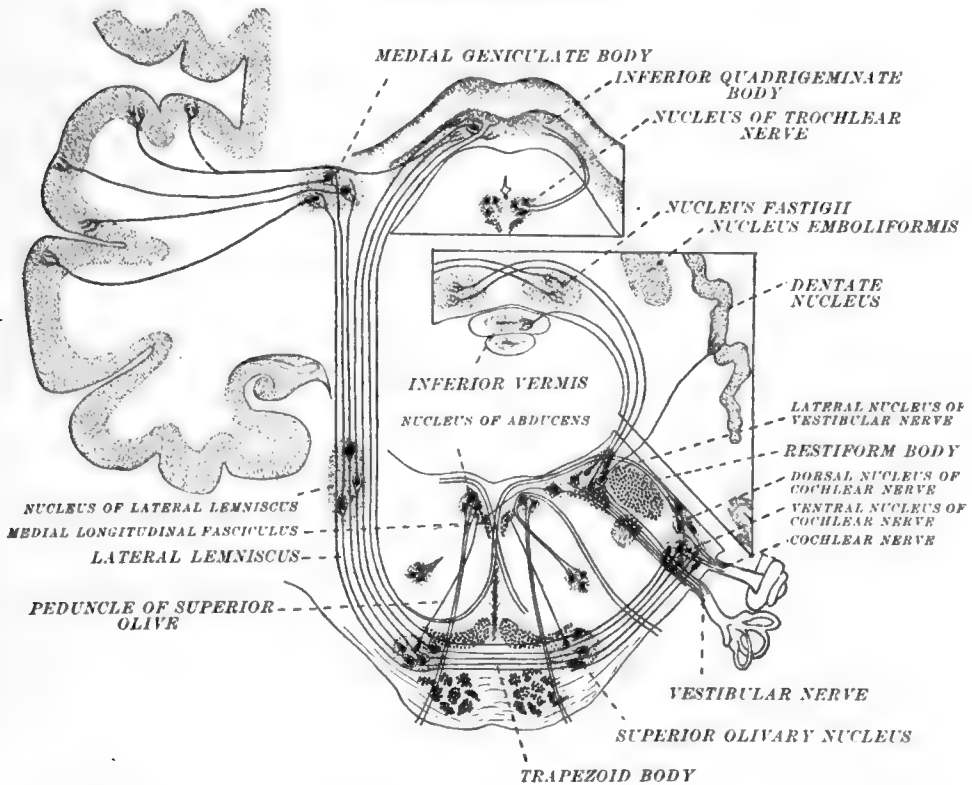 MEDIAL GENICULATE BODY
INFERIOR QUADRIGEMINATE
BODY
NUCLEUS OF TROCHLEAR
NERVE
NUCLEUS FASTIGII
NUCLEUS EMBOLIFORMIS
DENTATE
NUCLEUS
INFERIOR VERMIS
NUCLEUS OF ABDUCENS
LATERAL NUCLEUS OF
VESTIBULAR NERVE
RESTIFORM BODY
DORSAL NUCLEUS OF
COCHLEAR NERVE
VENTRAL NUCLEUS OF
COCHLEAR NERVE
COCHLEAR NERVE
NUCLEUS OF LATERAL LEMNISCUS
MEDIAL LONGITUDINAL FASCICULUS
LATERAL LEMNISCUS
PEDUNCLE OF SUPERIOR
OLIVE
VESTIBULAR NERVE
SUPERIOR OLIVARY NUCLEUS
TRAPEZOID BODY